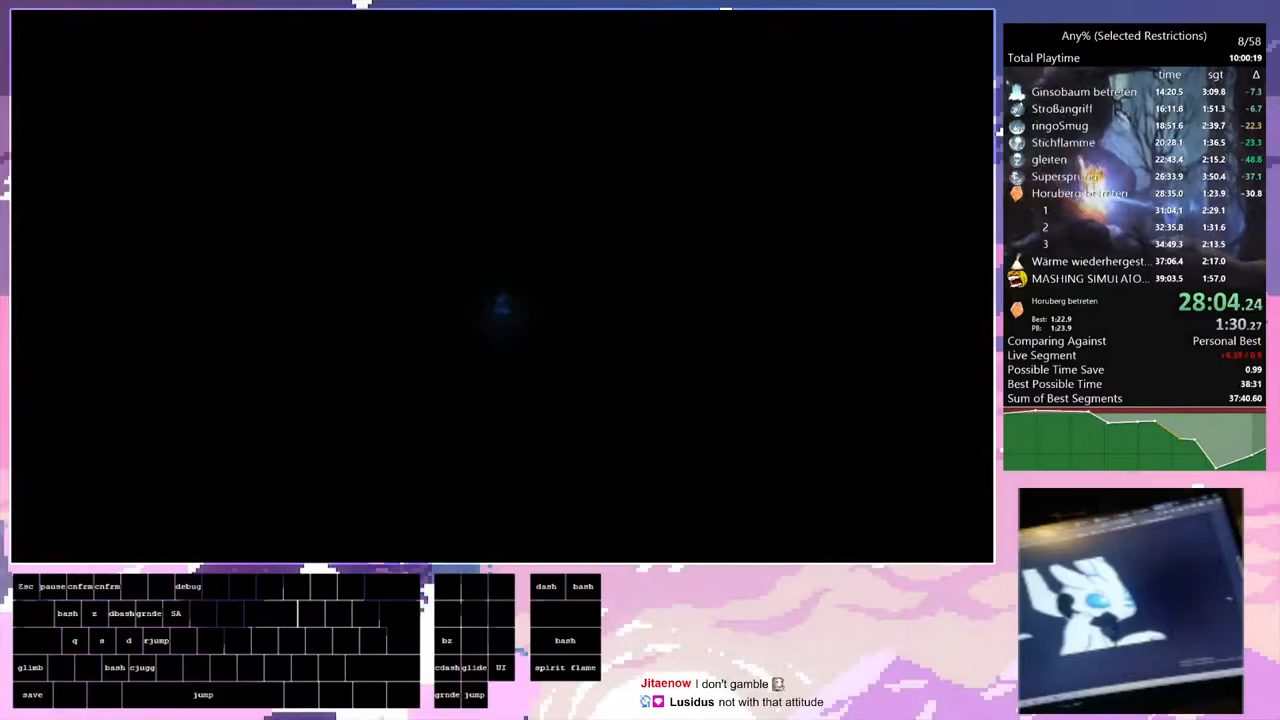 Any% (Selected Restrictions)
8/58
Total Playtime 10:00:19
time sgt Δ
Ginsobaum betreten 14:20.5 3:09.8 -7.3
Stroßangriff 16:11.8 1:51.3 -6.7
ringoSmug 18:51.6 2:39.7 -22.3
Stichflamme 20:28.1 1:36.5 -23.3
gleiten 22:43.4 2:15.2 -48.8
Supersprung 26:33.9 3:50.4 -37.1
Horuberg betreten 28:35.0 1:23.9 -30.8
1 31:04.1 2:29.1
2 32:35.8 1:31.6
3 34:49.3 2:13.5
Wärme wiederhergest... 37:06.4 2:17.0
MASHING SIMULATO... 39:03.5 1:57.0
Horuberg betreten 28:04.24
Best: 1:22.9
PB: 1:23.9
1:30.27
Comparing Against Personal Best
Live Segment +6.39 / 0.9
Possible Time Save 0.99
Best Possible Time 38:31
Sum of Best Segments 37:40.60
Esc pause cnfrm cnfrm debug dash bash
bash z dbash grnde SA
q s d rjump bz bash
glimb bash cjugg cdash glide UI spirit flame
save jump grnde jump
Jitaenow I don't gamble
Lusidus not with that attitude